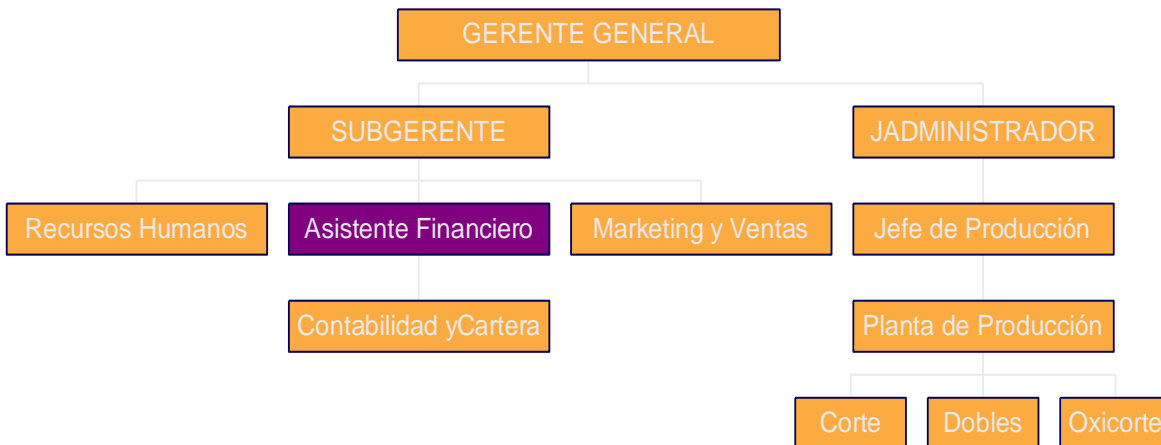 GERENTE GENERAL
SUBGERENTE
JADMINISTRADOR
Recursos Humanos
Asistente Financiero
Marketing y Ventas
Jefe de Producción
Contabilidad yCartera
Planta de Producción
Corte
Dobles
Oxicorte